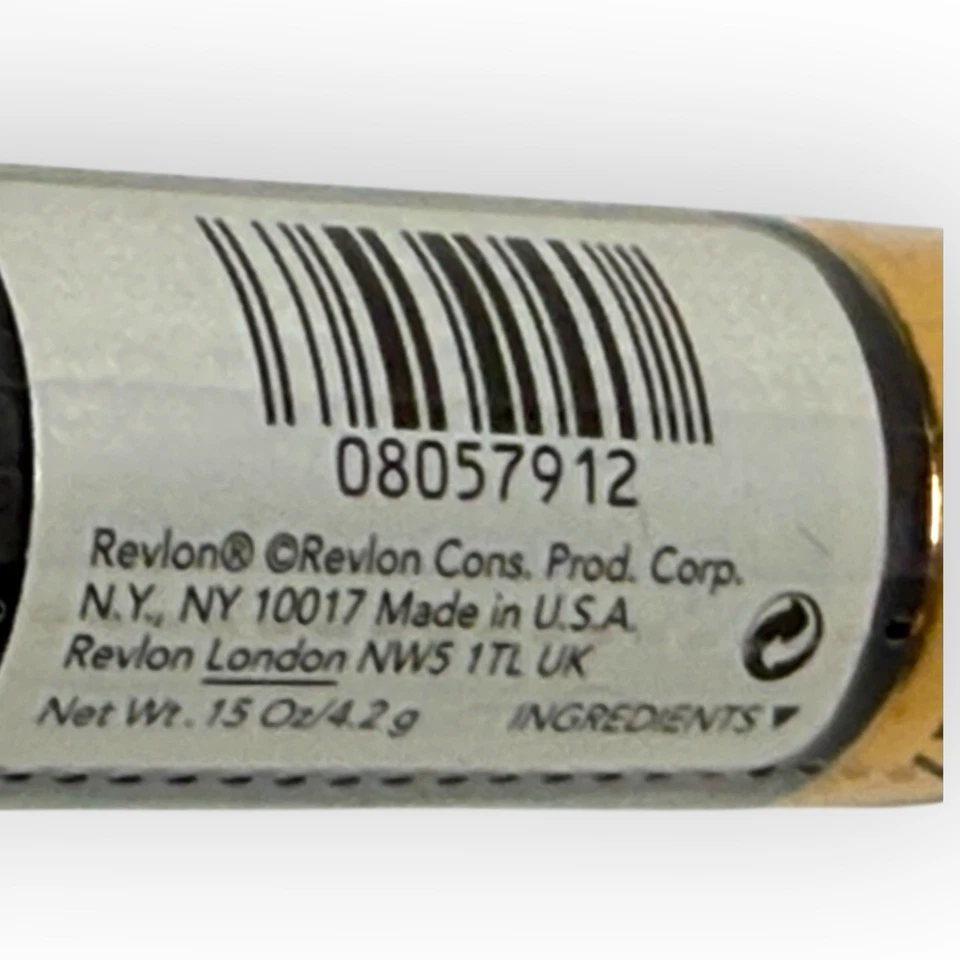 08057912
Revlon® ©Revlon Cons. Prod. Corp.
N.Y., NY 10017 Made in U.S.A.
Revlon London NW5 1TL UK
Net Wt. .15 Oz/4.2 g INGREDIENTS ▼